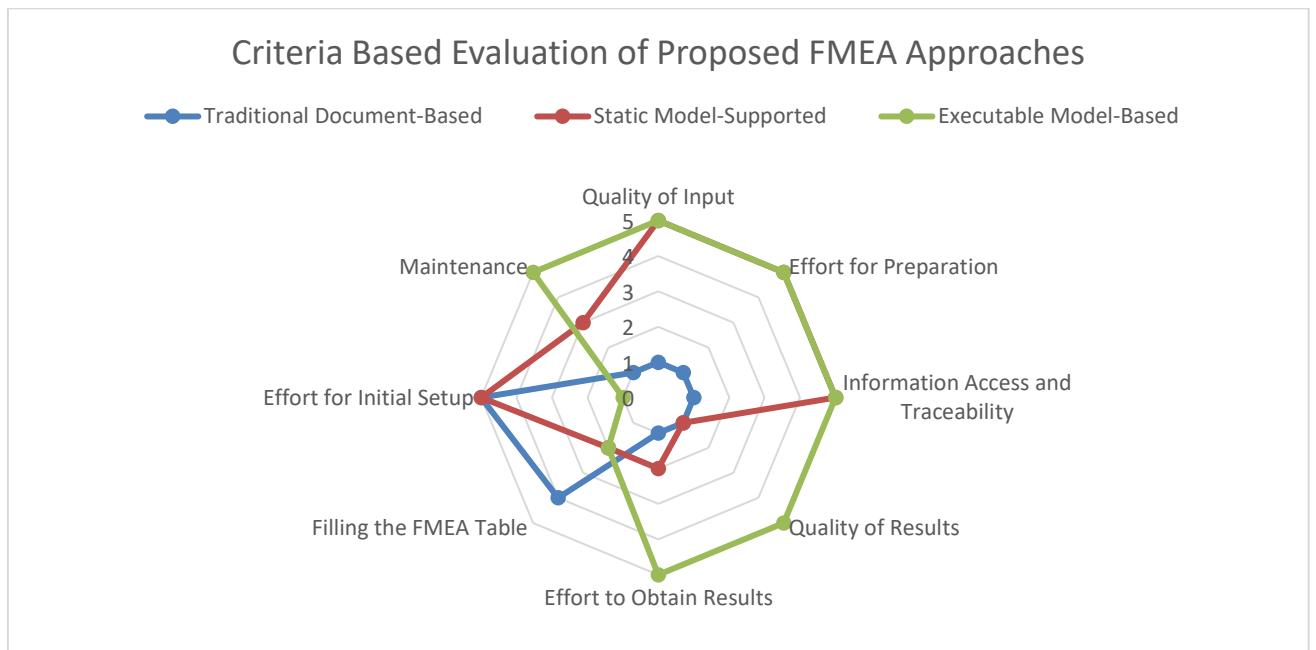 Criteria Based Evaluation of Proposed FMEA Approaches
Traditional Document-Based
Static Model-Supported
Executable Model-Based
Quality of Input
5
4
3
2
1
0
Effort for Preparation
Information Access and
Traceability
Quality of Results
Effort to Obtain Results
Filling the FMEA Table
Effort for Initial Setup
Maintenance